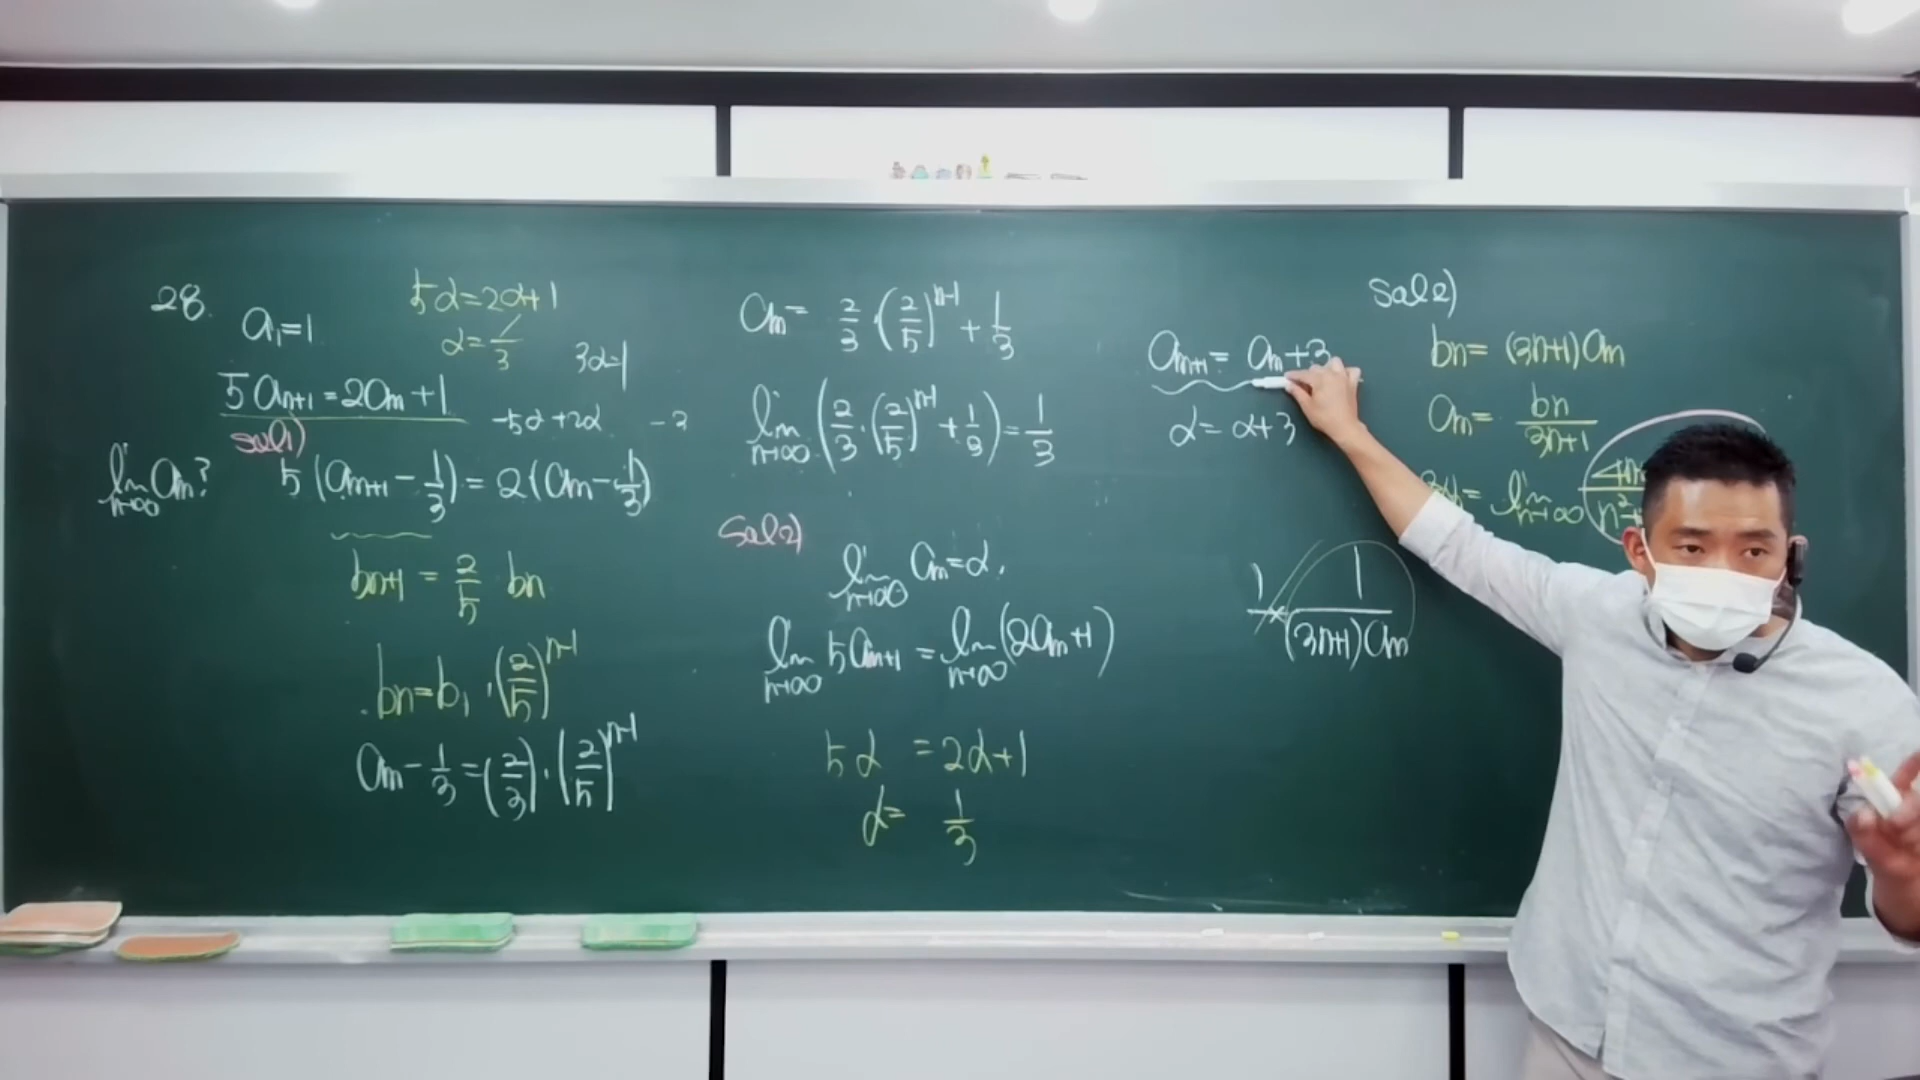 28.
a₁=1
5α=2α+1
α=1/3
3α=1
5aₙ₊₁=2aₙ+1
-5α+2α -3
sol1)
lim n→∞ aₙ?
5(aₙ₊₁-1/3)=2(aₙ-1/3)
bn+1 = 2/5 bn
bn=b₁·(2/5)ⁿ⁻¹
aₙ-1/3=(2/3)·(2/5)ⁿ⁻¹
aₙ= 2/3·(2/5)ⁿ⁻¹+1/3
lim n→∞ (2/3·(2/5)ⁿ⁻¹+1/3)=1/3
sol2)
lim n→∞ aₙ=α.
lim n→∞ 5aₙ₊₁=lim n→∞ (2aₙ+1)
5α =2α+1
α= 1/3
aₙ₊₁= aₙ+3
α=α+3
1 1
(3n+1)aₙ
sol2)
bn= (3n+1)aₙ
aₙ= bn/3n+1
= lim n→∞